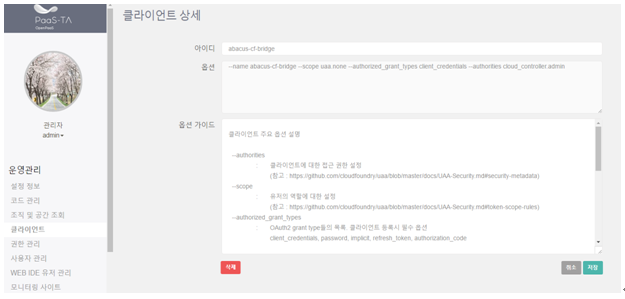 PaaS-TA
OpenPaaS
관리자
admin
운영관리
설정 정보
코드 관리
조직 및 공간 조회
클라이언트
권한 관리
사용자 관리
WEB IDE 유저 관리
모니터링 사이트
클라이언트 상세
아이디
abacus-cf-bridge
옵션
--name abacus-cf-bridge --scope uaa.none --authorized_grant_types client_credentials --authorities cloud_controller.admin
옵션 가이드
클라이언트 주요 옵션 설명
--authorities
: 클라이언트에 대한 접근 권한 설정
(참고 : https://github.com/cloudfoundry/uaa/blob/master/docs/UAA-Security.md#security-metadata)
--scope
: 유저의 역할에 대한 설정
(참고 : https://github.com/cloudfoundry/uaa/blob/master/docs/UAA-Security.md#token-scope-rules)
--authorized_grant_types
: OAuth2 grant type들의 목록. 클라이언트 등록시 필수 옵션
client_credentials, password, implicit, refresh_token, authorization_code
삭제
취소
저장